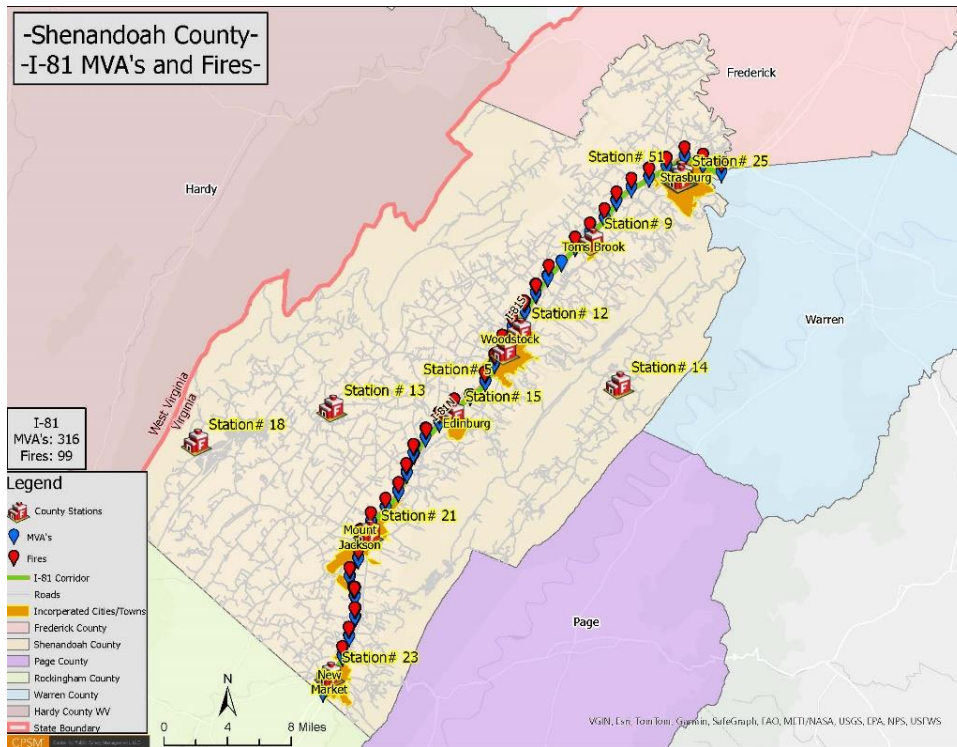 -Shenandoah County-
-I-81 MVA's and Fires-
Frederick
Hardy
Station# 51
Station# 25
Strasburg
Station# 9
Toms Brook
Warren
I-81S
Station# 12
Woodstock
Station# 5
Station# 14
Station# 13
Station# 15
I-81N
Edinburg
West Virginia
Virginia
Station# 18
I-81
MVA's: 316
Fires: 99
Station# 21
Mount
Jackson
Page
Station# 23
New
Market
Legend
County Stations
MVA's
Fires
I-81 Corridor
Roads
Incorperated Cities/Towns
Frederick County
Shenandoah County
Page County
Rockingham County
Warren County
Hardy County WV
State Boundary
N
0 4 8 Miles
VGIN, Esri, TomTom, Garmin, SafeGraph, FAO, METI/NASA, USGS, EPA, NPS, USFWS
CPSM